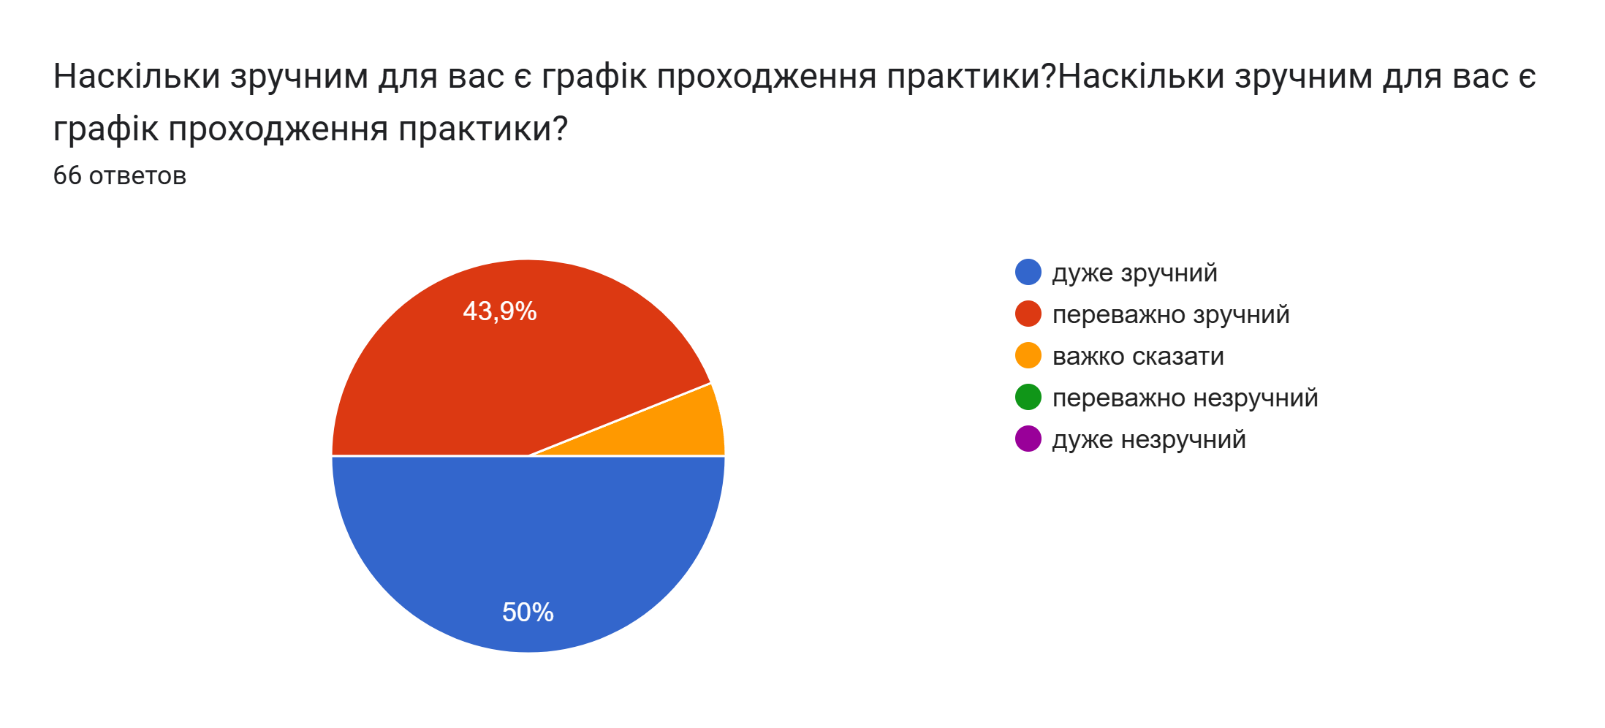 Наскільки зручним для вас є графік проходження практики?Наскільки зручним для вас є
графік проходження практики?
66 ответов
43,9%
50%
дуже зручний
переважно зручний
важко сказати
переважно незручний
дуже незручний